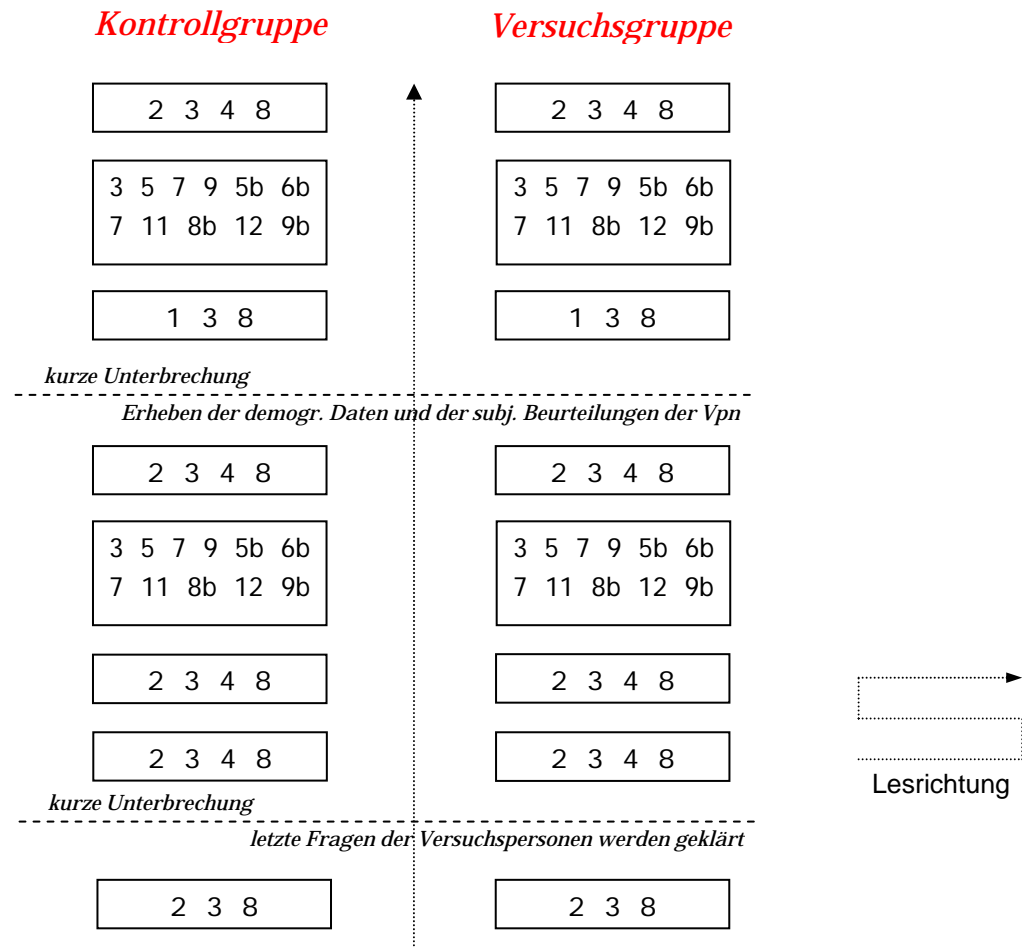 Kontrollgruppe Versuchsgruppe
2 3 4 8 2 3 4 8
3 5 7 9 5b 6b 3 5 7 9 5b 6b
7 11 8b 12 9b 7 11 8b 12 9b
1 3 8 1 3 8
kurze Unterbrechung
Erheben der demogr. Daten und der subj. Beurteilungen der Vpn
2 3 4 8 2 3 4 8
3 5 7 9 5b 6b 3 5 7 9 5b 6b
7 11 8b 12 9b 7 11 8b 12 9b
2 3 4 8 2 3 4 8
2 3 4 8 2 3 4 8
Lesrichtung
kurze Unterbrechung
letzte Fragen der Versuchspersonen werden geklärt
2 3 8 2 3 8